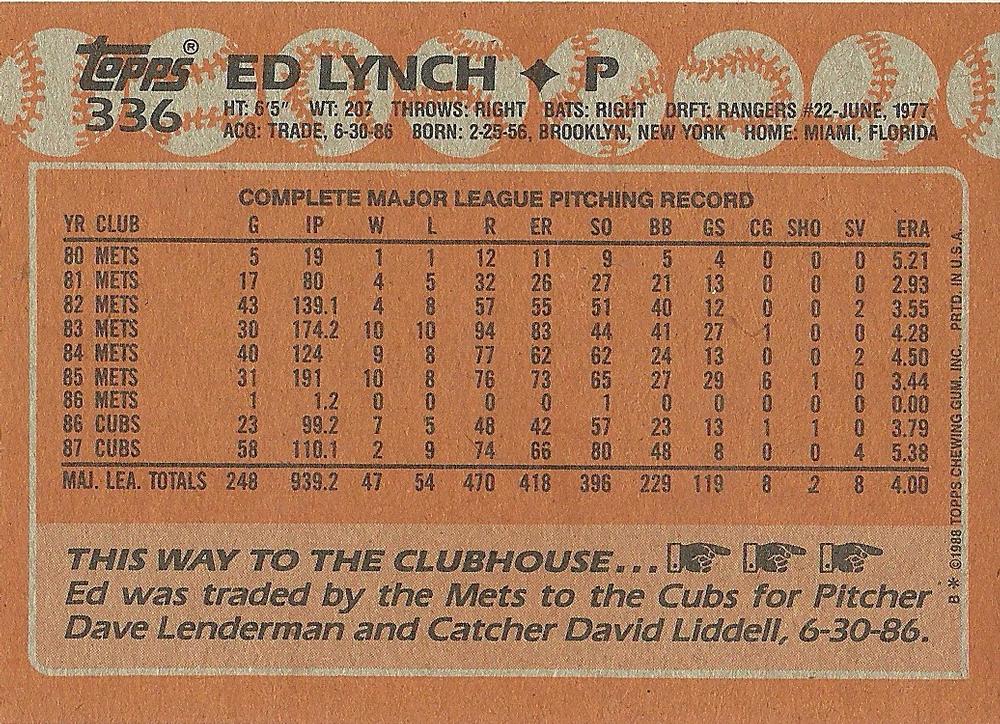 Topps®
336
ED LYNCH ✦ P
HT: 6'5" WT: 207 THROWS: RIGHT BATS: RIGHT DRFT: RANGERS #22-JUNE, 1977
ACQ: TRADE, 6-30-86 BORN: 2-25-56, BROOKLYN, NEW YORK HOME: MIAMI, FLORIDA
COMPLETE MAJOR LEAGUE PITCHING RECORD
YR CLUB G IP W L R ER SO BB GS CG SHO SV ERA
80 METS 5 19 1 1 12 11 9 5 4 0 0 0 5.21
81 METS 17 80 4 5 32 26 27 21 13 0 0 0 2.93
82 METS 43 139.1 4 8 57 55 51 40 12 0 0 2 3.55
83 METS 30 174.2 10 10 94 83 44 41 27 1 0 0 4.28
84 METS 40 124 9 8 77 62 62 24 13 0 0 2 4.50
85 METS 31 191 10 8 76 73 65 27 29 6 1 0 3.44
86 METS 1 1.2 0 0 0 0 1 0 0 0 0 0 0.00
86 CUBS 23 99.2 7 5 48 42 57 23 13 1 1 0 3.79
87 CUBS 58 110.1 2 9 74 66 80 48 8 0 0 4 5.38
MAJ. LEA. TOTALS 248 939.2 47 54 470 418 396 229 119 8 2 8 4.00
THIS WAY TO THE CLUBHOUSE...
Ed was traded by the Mets to the Cubs for Pitcher
Dave Lenderman and Catcher David Liddell, 6-30-86.
B* ©1988 TOPPS CHEWING GUM, INC. PRTD. IN U.S.A.